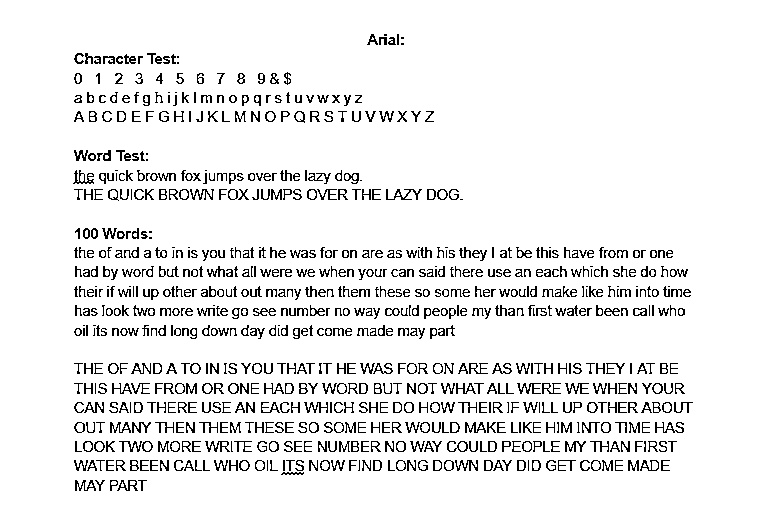 Arial:
Character Test:
0 1 2 3 4 5 6 7 8 9 & $
a b c d e f g h i j k l m n o p q r s t u v w x y z
A B C D E F G H I J K L M N O P Q R S T U V W X Y Z
Word Test:
the quick brown fox jumps over the lazy dog.
THE QUICK BROWN FOX JUMPS OVER THE LAZY DOG.
100 Words:
the of and a to in is you that it he was for on are as with his they I at be this have from or one
had by word but not what all were we when your can said there use an each which she do how
their if will up other about out many then them these so some her would make like him into time
has look two more write go see number no way could people my than first water been call who
oil its now find long down day did get come made may part
THE OF AND A TO IN IS YOU THAT IT HE WAS FOR ON ARE AS WITH HIS THEY I AT BE
THIS HAVE FROM OR ONE HAD BY WORD BUT NOT WHAT ALL WERE WE WHEN YOUR
CAN SAID THERE USE AN EACH WHICH SHE DO HOW THEIR IF WILL UP OTHER ABOUT
OUT MANY THEN THEM THESE SO SOME HER WOULD MAKE LIKE HIM INTO TIME HAS
LOOK TWO MORE WRITE GO SEE NUMBER NO WAY COULD PEOPLE MY THAN FIRST
WATER BEEN CALL WHO OIL ITS NOW FIND LONG DOWN DAY DID GET COME MADE
MAY PART